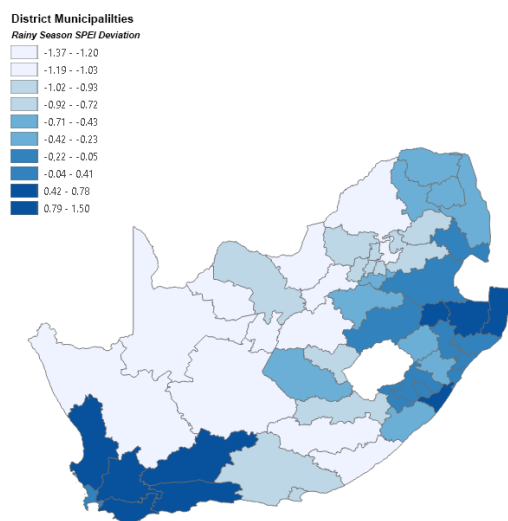 District Municipalilties
Rainy Season SPEI Deviation
-1.37 - -1.20
-1.19 - -1.03
-1.02 - -0.93
-0.92 - -0.72
-0.71 - -0.43
-0.42 - -0.23
-0.22 - -0.05
-0.04 - 0.41
0.42 - 0.78
0.79 - 1.50